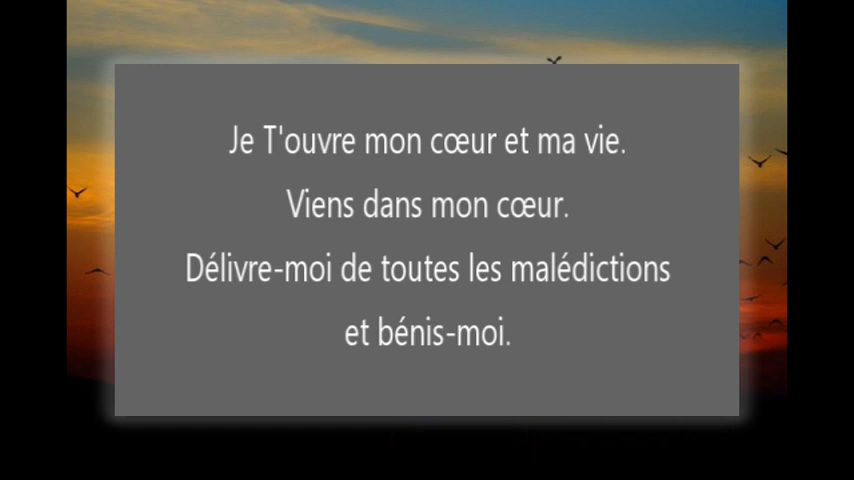 Je T'ouvre mon cœur et ma vie.
Viens dans mon cœur.
Délivre-moi de toutes les malédictions
et bénis-moi.